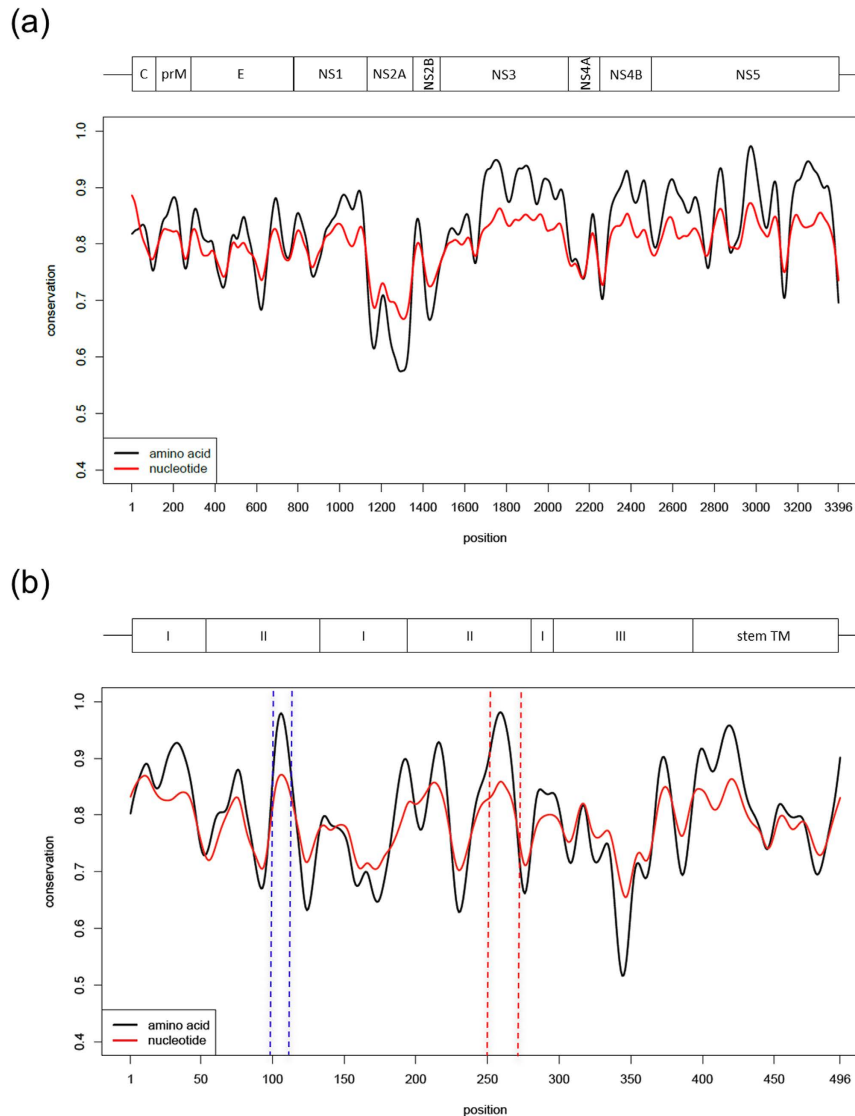 (a)
C prM E NS1 NS2A NS2B NS3 NS4A NS4B NS5
1.0
0.9
0.8
0.7
0.6
0.5
0.4
conservation
amino acid
nucleotide
1 200 400 600 800 1000 1200 1400 1600 1800 2000 2200 2400 2600 2800 3000 3200 3396
position
(b)
I II I II I III stem TM
1.0
0.9
0.8
0.7
0.6
0.5
0.4
conservation
amino acid
nucleotide
1 50 100 150 200 250 300 350 400 450 496
position